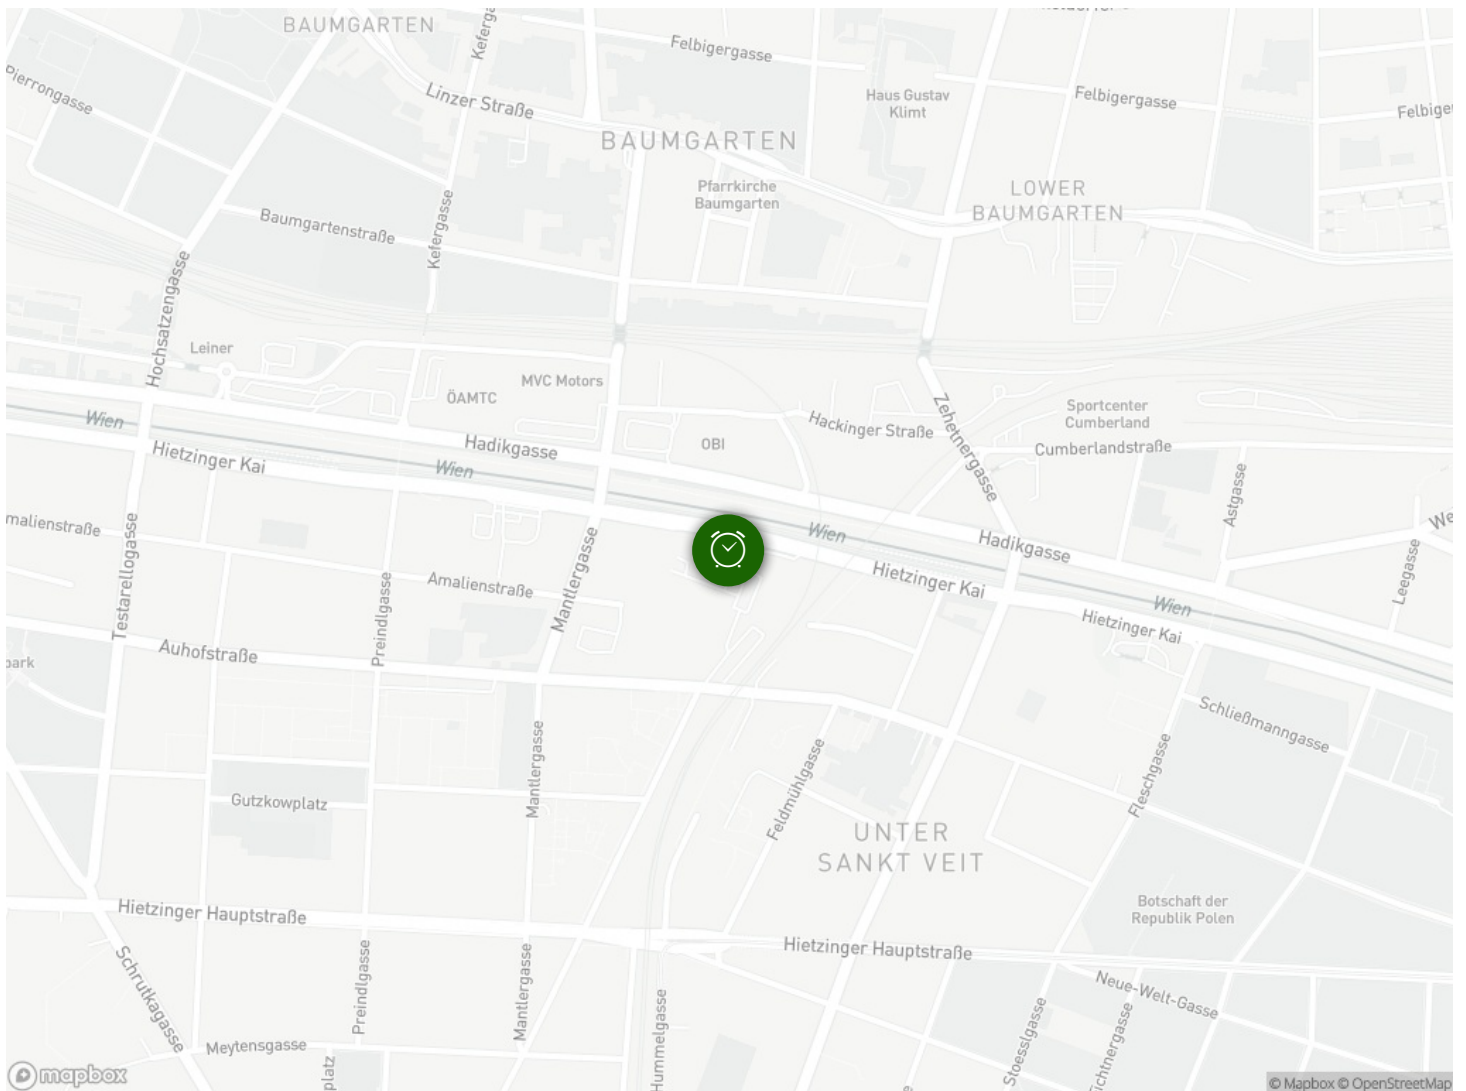 BAUMGARTEN
Kefergasse
Felbigergasse
Pierrongasse
Linzer Straße
Haus Gustav
Klimt
Felbigergasse
BAUMGARTEN
Pfarrkirche
Baumgarten
LOWER
BAUMGARTEN
Baumgartenstraße
Kefergasse
Hochsatzengasse
Leiner
MVC Motors
ÖAMTC
Wien
Hietzinger Kai
Hadikgasse
Wien
OBI
Hackinger Straße
Zehetnergasse
Sportcenter
Cumberland
Cumberlandstraße
Astgasse
We
malienstraße
Testarellogasse
Amalienstraße
Preindlgasse
Mantlergasse
Wien
Hadikgasse
Hietzinger Kai
Wien
Hietzinger Kai
Leegasse
park
Auhofstraße
Schließmanngasse
Mantlergasse
Feldmühlgasse
Fleschgasse
Gutzkowplatz
UNTER
SANKT VEIT
Botschaft der
Republik Polen
Hietzinger Hauptstraße
Hietzinger Hauptstraße
Schrutkagasse
Preindlgasse
Mantlergasse
Hummelgasse
Neue-Welt-Gasse
Stoesslgasse
ichtnergasse
Meytensgasse
platz
mapbox
© Mapbox © OpenStreetMap